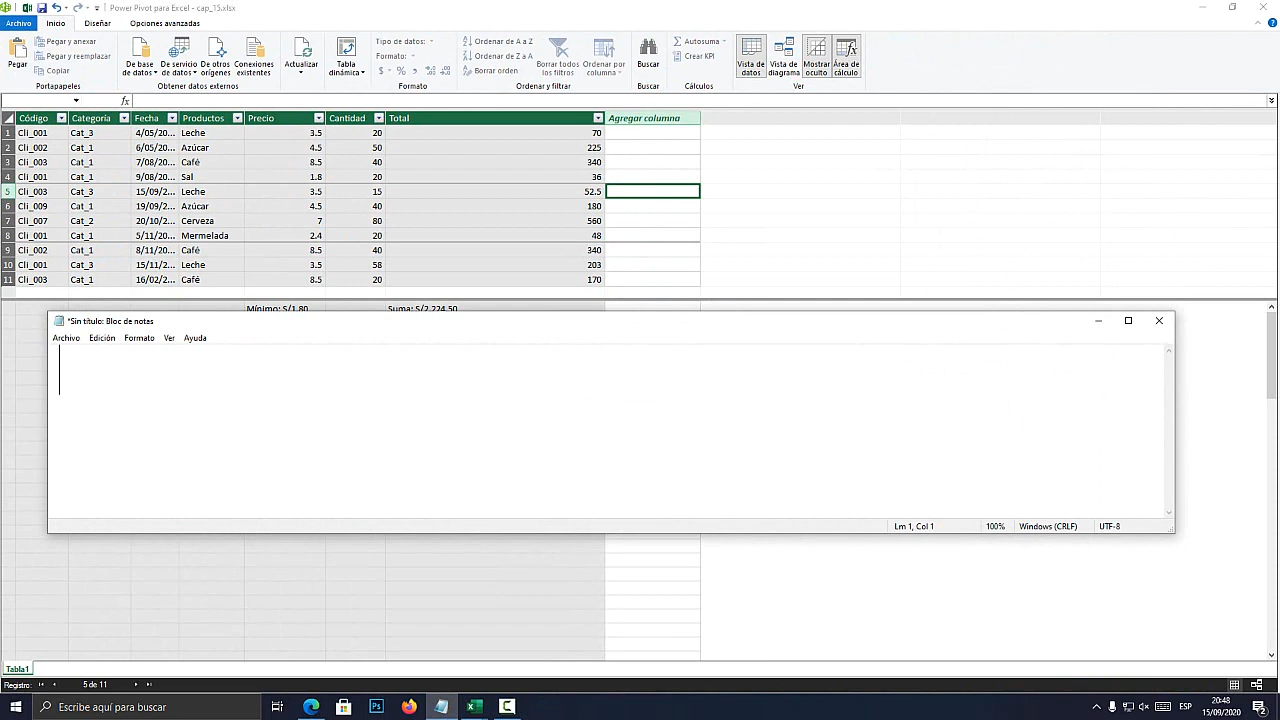 Power Pivot para Excel - cap_15.xlsx
Archivo Inicio Diseñar Opciones avanzadas
Pegar
Pegar y anexar
Pegar y reemplazar
Copiar
Portapapeles
De base de datos
De servicio de datos
De otros orígenes
Conexiones existentes
Obtener datos externos
Actualizar
Tabla dinámica
Tipo de datos:
Formato:
$ %
Formato
Ordenar de A a Z
Ordenar de Z a A
Borrar orden
Borrar todos los filtros
Ordenar por columna
Ordenar y filtrar
Buscar
Buscar
Autosuma
Crear KPI
Cálculos
Vista de datos
Vista de diagrama
Mostrar oculto
Área de cálculo
Ver
fx
Código Categoría Fecha Productos Precio Cantidad Total Agregar columna
1 Cli_001 Cat_3 4/05/20... Leche 3.5 20 70
2 Cli_002 Cat_1 6/05/20... Azúcar 4.5 50 225
3 Cli_003 Cat_1 7/08/20... Café 8.5 40 340
4 Cli_001 Cat_1 9/08/20... Sal 1.8 20 36
5 Cli_003 Cat_3 15/09/2... Leche 3.5 15 52.5
6 Cli_009 Cat_1 19/09/2... Azúcar 4.5 40 180
7 Cli_007 Cat_2 20/10/2... Cerveza 7 80 560
8 Cli_001 Cat_1 5/11/20... Mermelada 2.4 20 48
9 Cli_002 Cat_1 8/11/20... Café 8.5 40 340
10 Cli_001 Cat_3 15/11/2... Leche 3.5 58 203
11 Cli_003 Cat_1 16/02/2... Café 8.5 20 170
Mínimo: S/1.80 Suma: S/2,224.50
*Sin título: Bloc de notas
Archivo Edición Formato Ver Ayuda
Lm 1, Col 1 100% Windows (CRLF) UTF-8
Tabla1
Registro: 5 de 11
Escribe aquí para buscar
Ps
ESP
20:48
15/09/2020
2